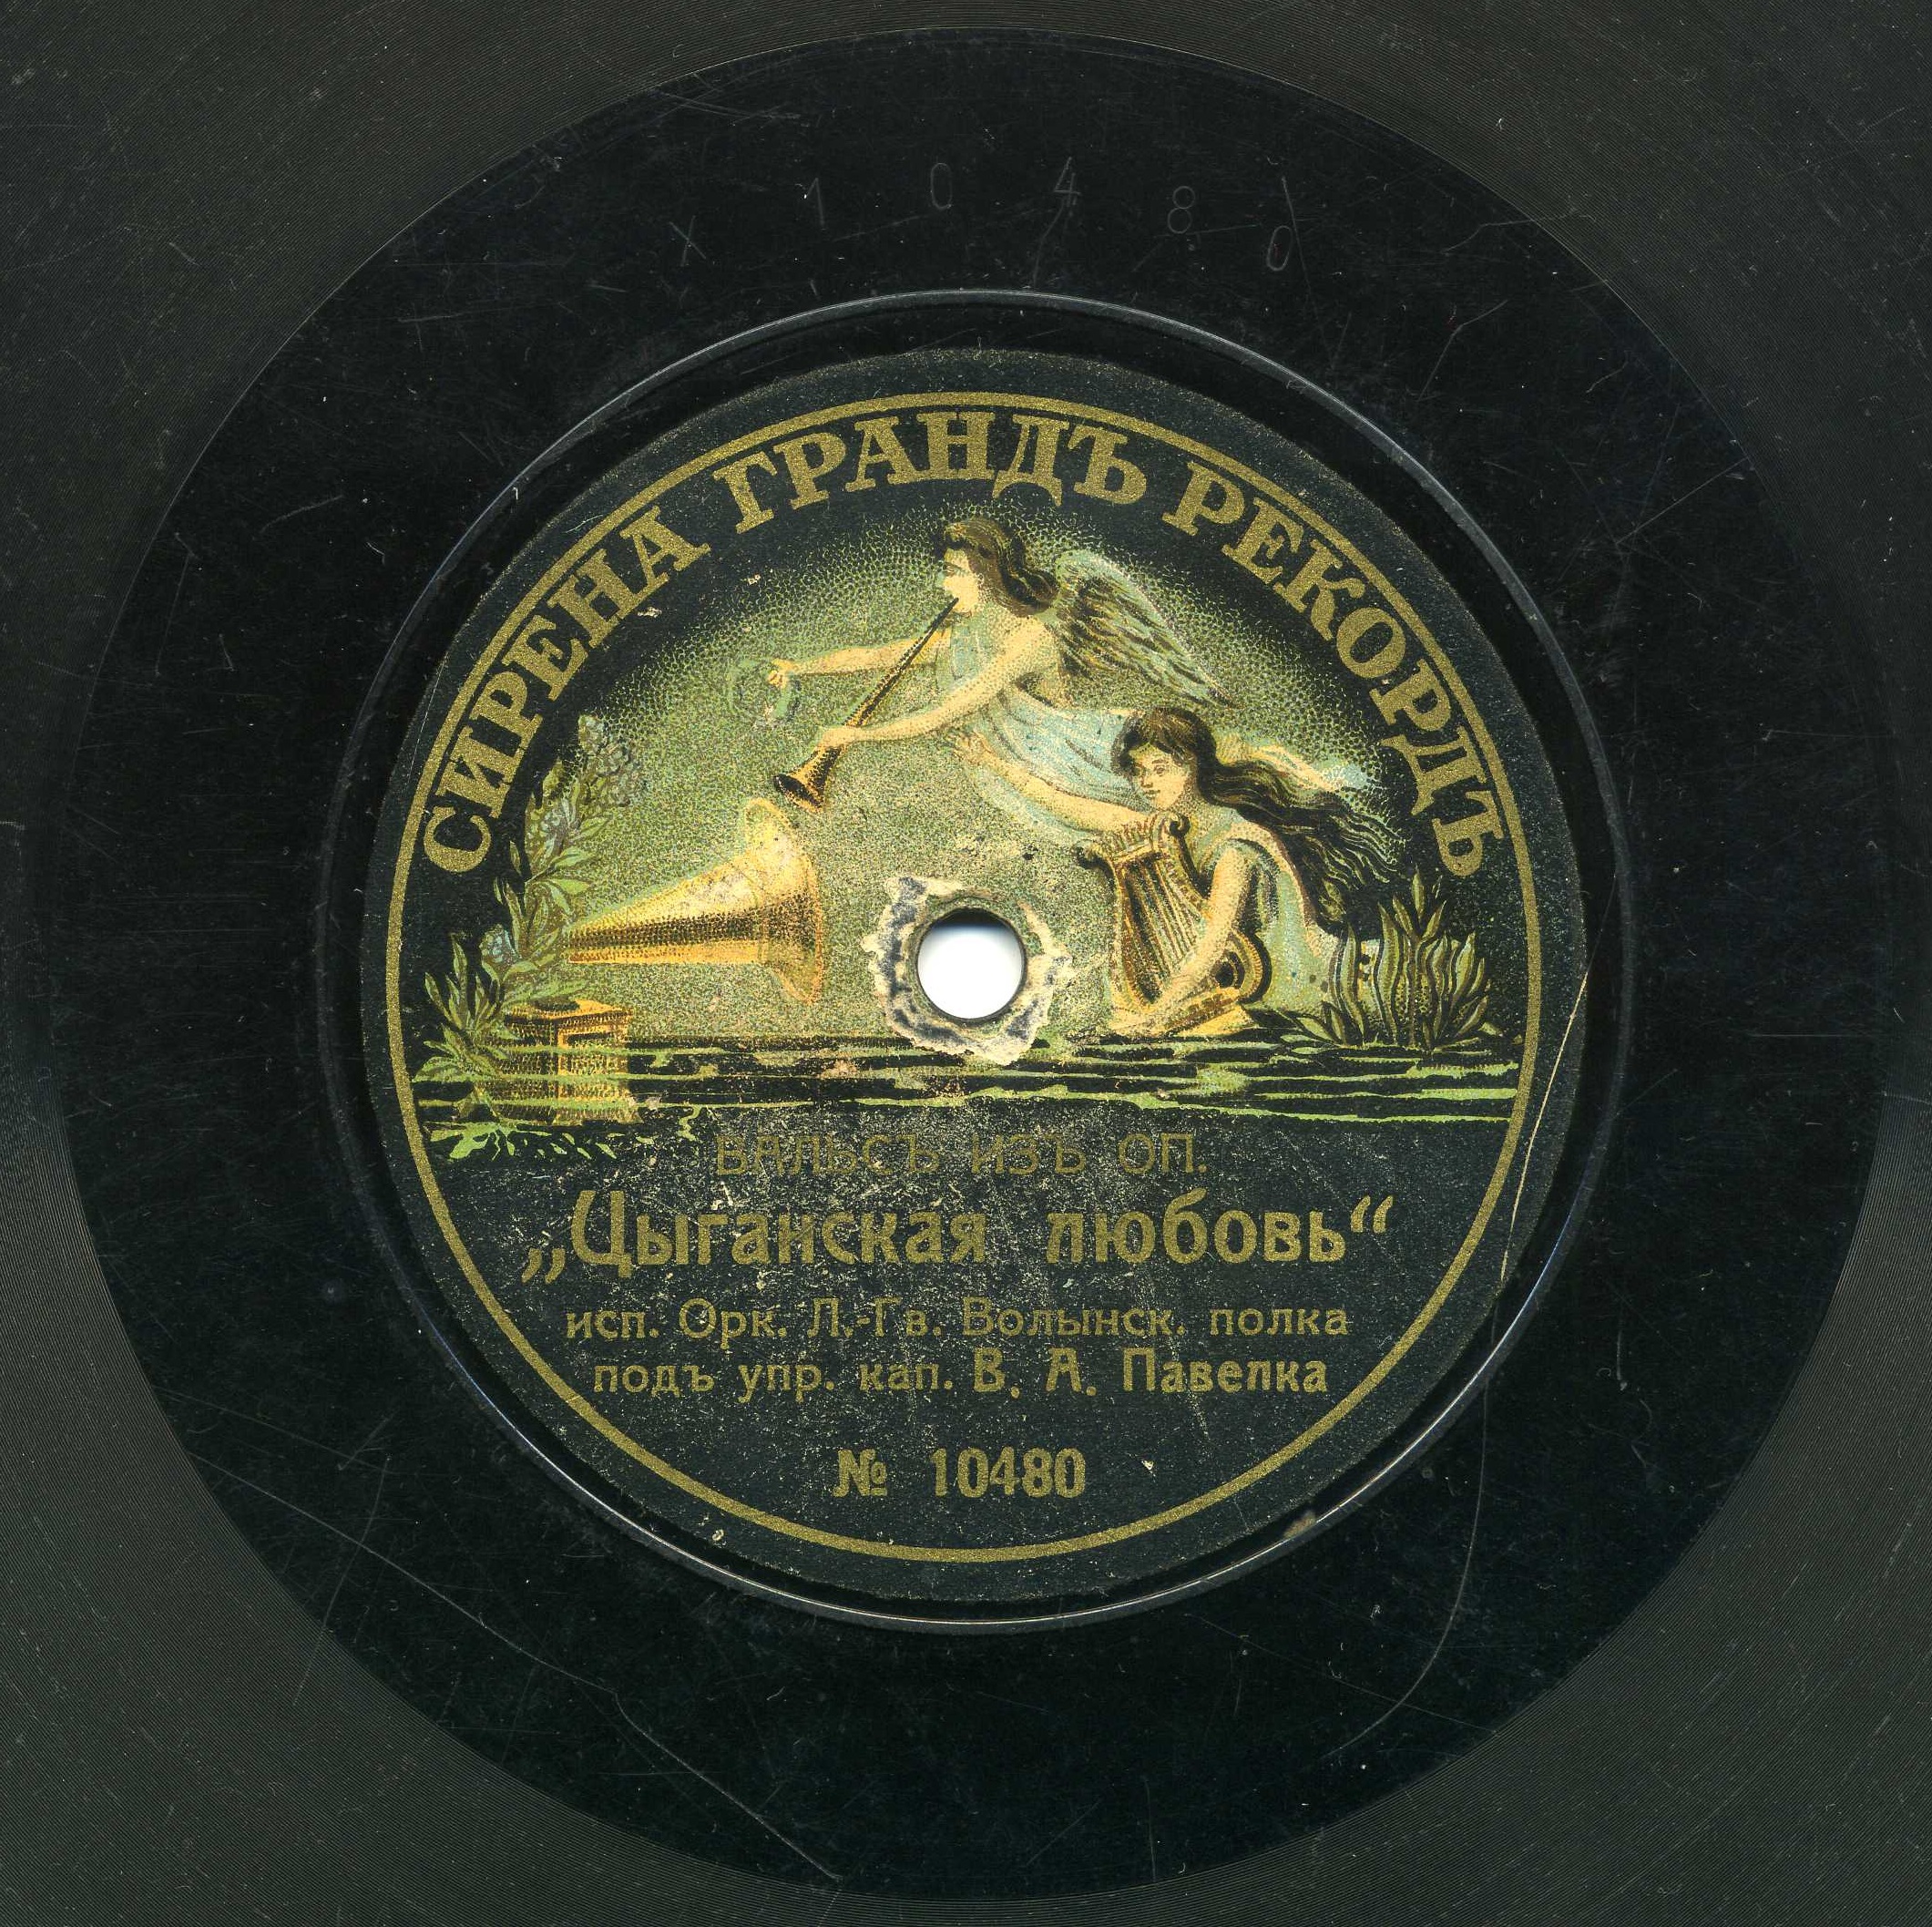 x 10480
СИРЕНА ГРАНДЪ РЕКОРДЪ
ВАЛЬСЪ ИЗЪ ОП.
„Цыганская любовь“
исп. Орк. Л.-Гв. Волынск. полка
подъ упр. кап. В. А. Павелка
№ 10480